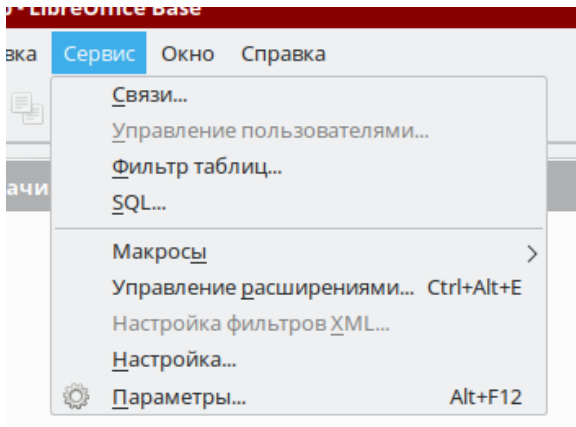 - LibreOffice Base
вка Сервис Окно Справка
Связи...
Управление пользователями...
Фильтр таблиц...
ачи
SQL...
Макросы
Управление расширениями... Ctrl+Alt+E
Настройка фильтров XML...
Настройка...
Параметры... Alt+F12